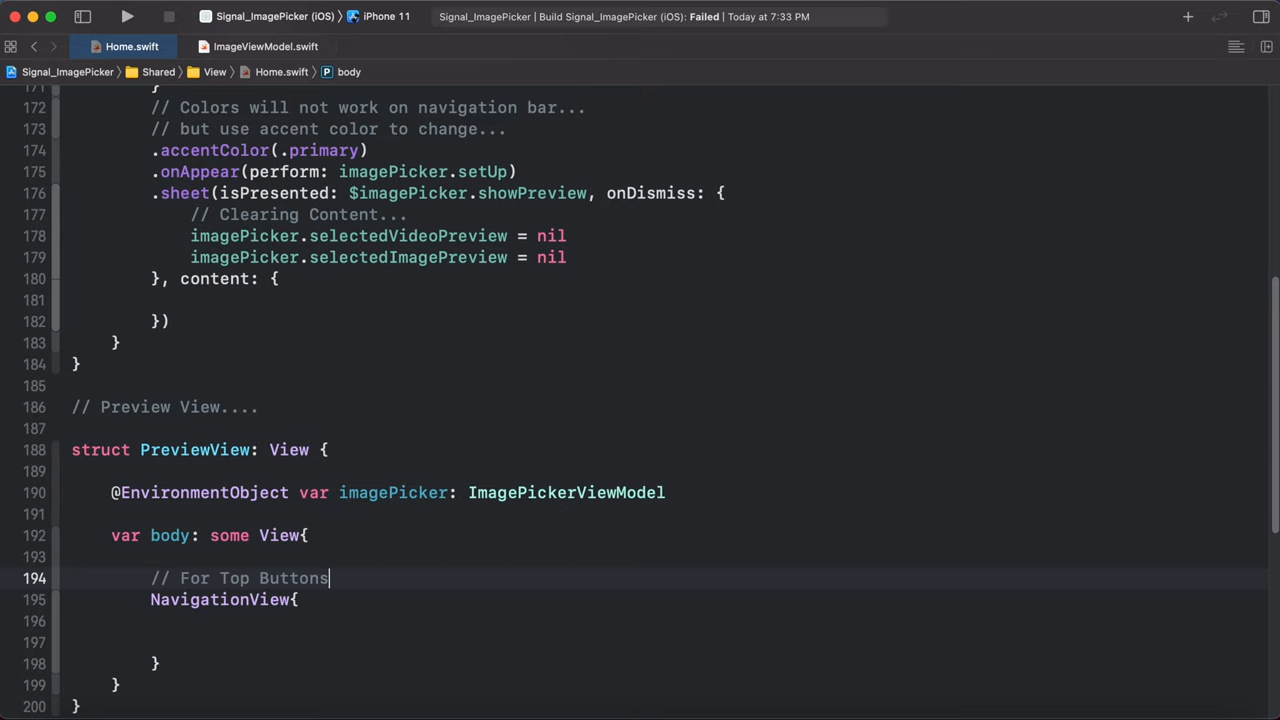 Signal_ImagePicker (iOS) 〉 iPhone 11
Signal_ImagePicker | Build Signal_ImagePicker (iOS): Failed | Today at 7:33 PM
Home.swift
ImageViewModel.swift
Signal_ImagePicker 〉 Shared 〉 View 〉 Home.swift 〉 P body
171 }
172 // Colors will not work on navigation bar...
173 // but use accent color to change...
174 .accentColor(.primary)
175 .onAppear(perform: imagePicker.setUp)
176 .sheet(isPresented: $imagePicker.showPreview, onDismiss: {
177 // Clearing Content...
178 imagePicker.selectedVideoPreview = nil
179 imagePicker.selectedImagePreview = nil
180 }, content: {
181
182 })
183 }
184 }
185
186 // Preview View....
187
188 struct PreviewView: View {
189
190 @EnvironmentObject var imagePicker: ImagePickerViewModel
191
192 var body: some View{
193
194 // For Top Buttons
195 NavigationView{
196
197
198 }
199 }
200 }